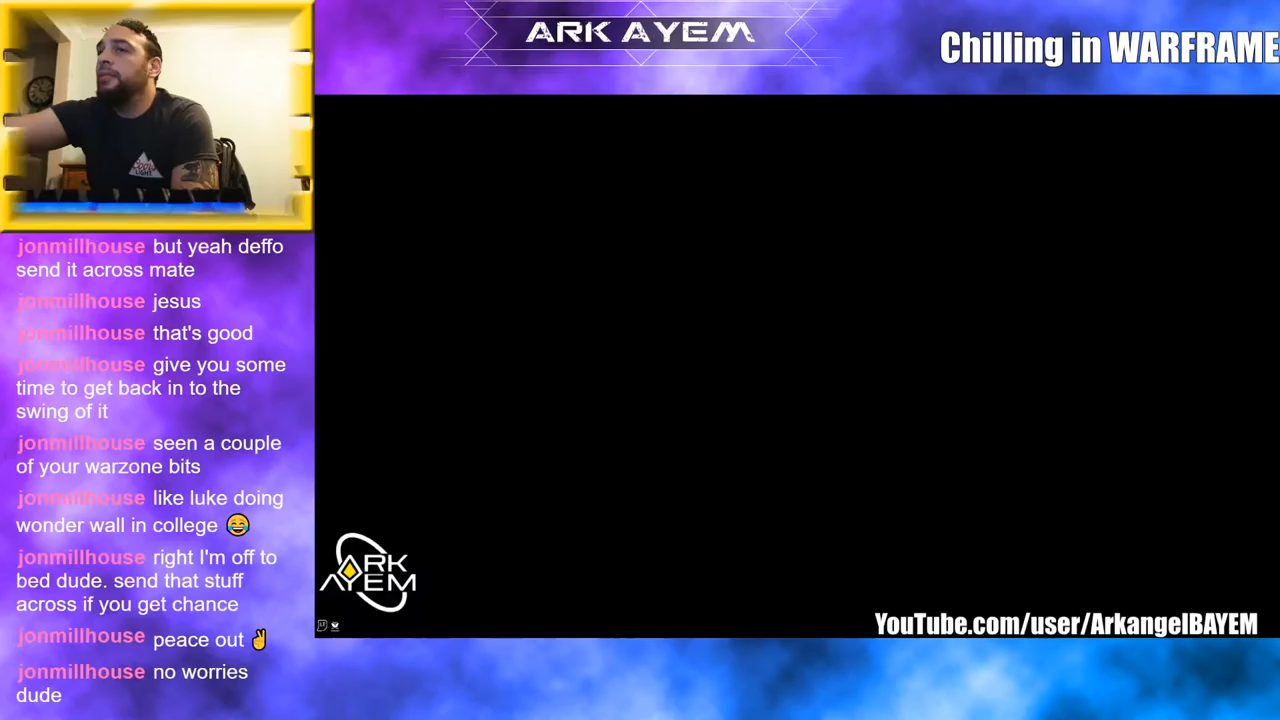 ARK AYEM
Chilling in WARFRAME
COORS
LIGHT
jonmillhouse but yeah deffo
send it across mate
jonmillhouse jesus
jonmillhouse that's good
jonmillhouse give you some
time to get back in to the
swing of it
jonmillhouse seen a couple
of your warzone bits
jonmillhouse like luke doing
wonder wall in college 😂
jonmillhouse right I'm off to
bed dude. send that stuff
across if you get chance
jonmillhouse peace out ✌
jonmillhouse no worries
dude
ARK
AYEM
YouTube.com/user/ArkangelBAYEM